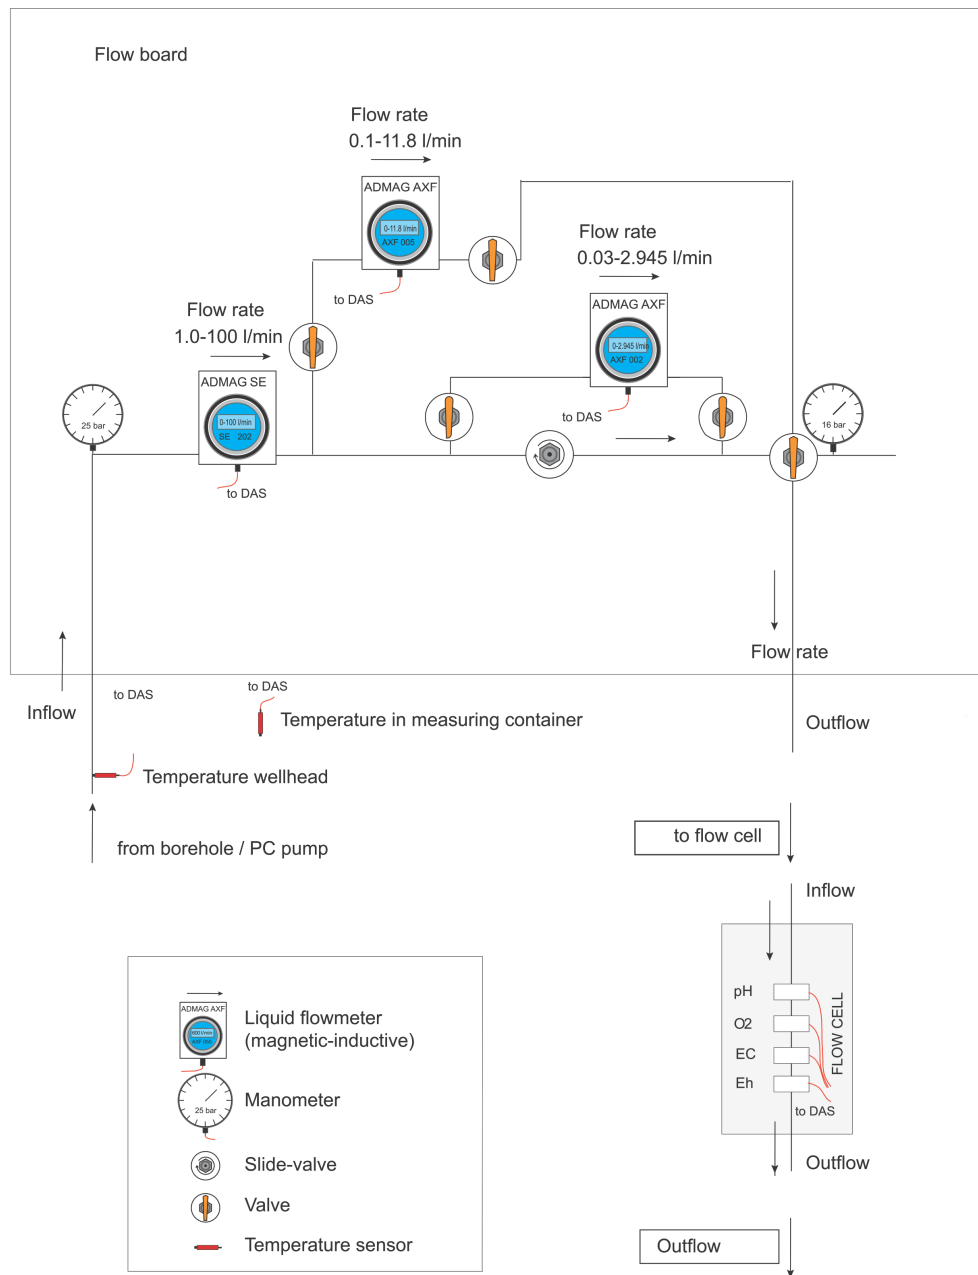 Flow board
Flow rate
0.1-11.8 l/min
ADMAG AXF
0-11.8 l/min
AXF 005
to DAS
Flow rate
0.03-2.945 l/min
ADMAG AXF
0-2.945 l/min
AXF 002
to DAS
Flow rate
1.0-100 l/min
ADMAG SE
0-100 l/min
SE 202
to DAS
25 bar
16 bar
Flow rate
Inflow
to DAS
to DAS
Temperature in measuring container
Outflow
Temperature wellhead
from borehole / PC pump
to flow cell
Inflow
pH
O2
EC
Eh
FLOW CELL
to DAS
Outflow
Outflow
ADMAG AXF
Liquid flowmeter
(magnetic-inductive)
25 bar
Manometer
Slide-valve
Valve
Temperature sensor